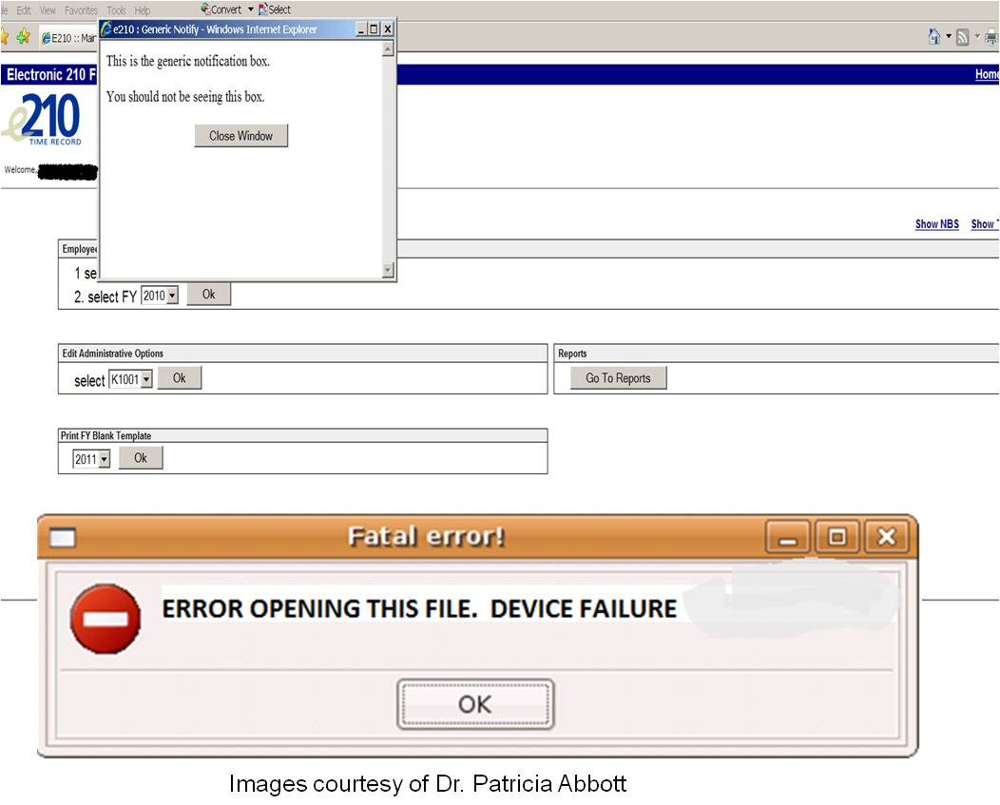 Edit View Favorites Tools Help Convert Select
e210 : Generic Notify - Windows Internet Explorer
E210 :: Mair
This is the generic notification box.
You should not be seeing this box.
Close Window
Electronic 210 F
Home
e210
TIME RECORD
Welcome,
Show NBS Show
Employee
1 se
2. select FY 2010 Ok
Edit Administrative Options
select K1001 Ok
Reports
Go To Reports
Print FY Blank Template
2011 Ok
Fatal error!
ERROR OPENING THIS FILE. DEVICE FAILURE
OK
Images courtesy of Dr. Patricia Abbott